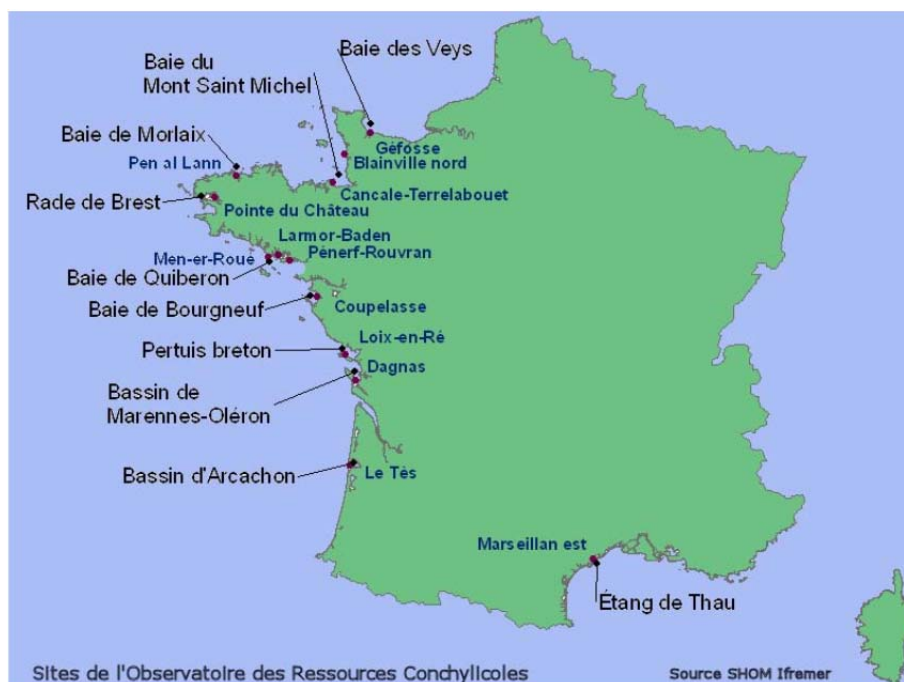 Baie des Veys
Baie du
Mont Saint Michel
Baie de Morlaix
Géfosse
Blainville nord
Pen al Lann
Cancale-Terrelabouet
Rade de Brest
Pointe du Château
Larmor-Baden
Pénerf-Rouvran
Men-er-Roué
Baie de Quiberon
Baie de Bourgneuf
Coupelasse
Loix-en-Ré
Pertuis breton
Dagnas
Bassin de
Marennes-Oléron
Bassin d'Arcachon
Le Tès
Marseillan est
Étang de Thau
Sites de l'Observatoire des Ressources Conchylicoles
Source SHOM Ifremer